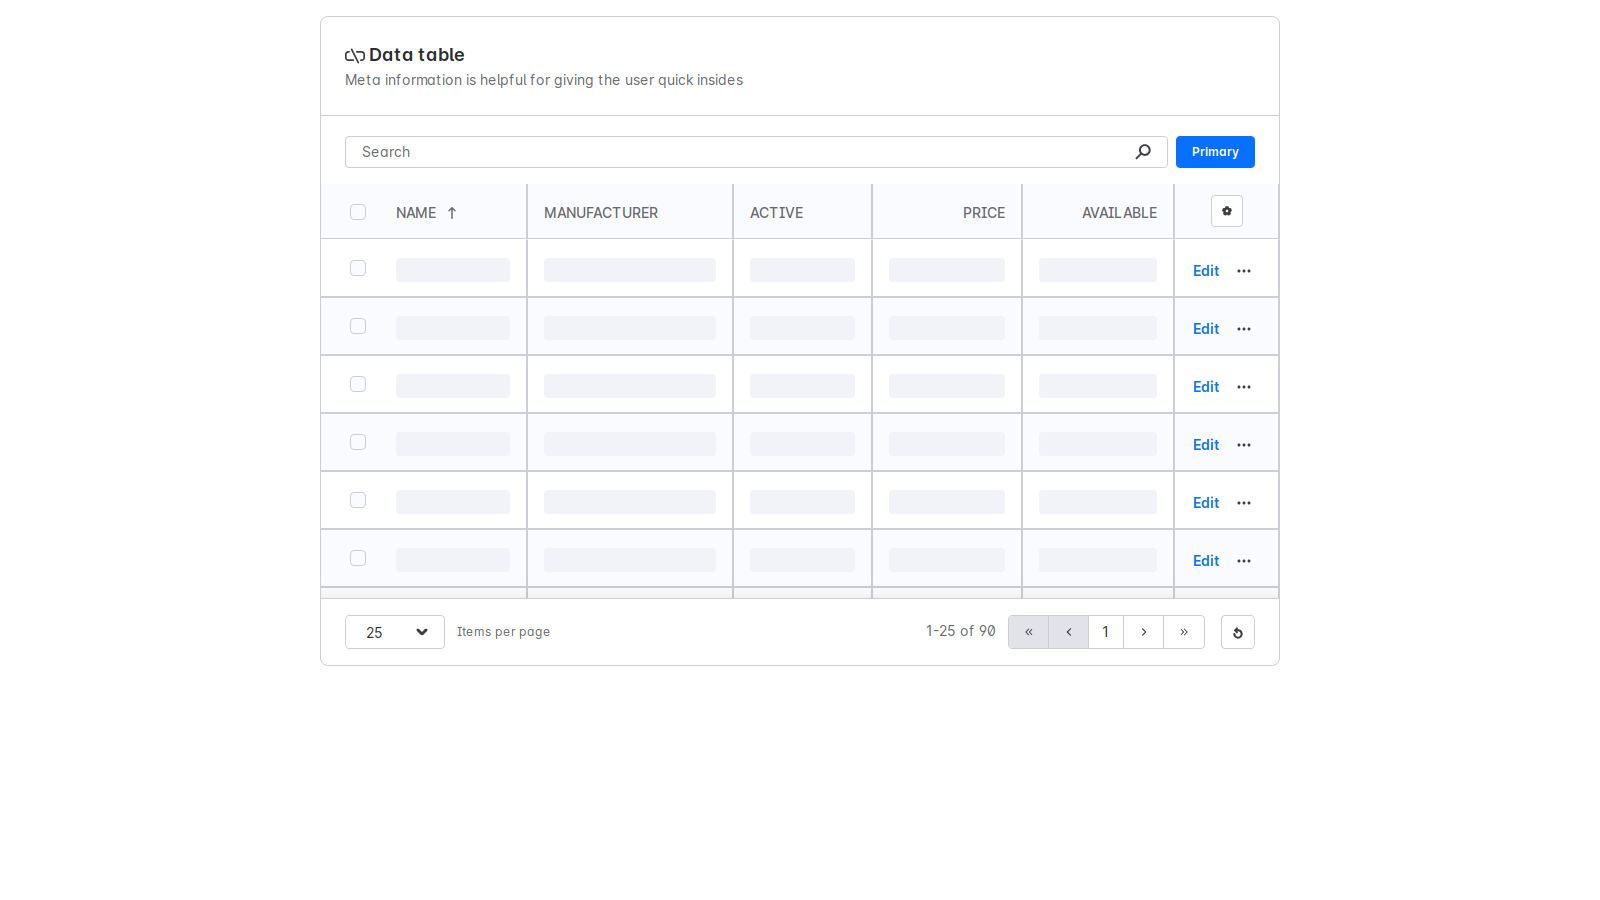 Data table
Meta information is helpful for giving the user quick insides
Search
Primary
NAME MANUFACTURER ACTIVE PRICE AVAILABLE
Edit
Edit
Edit
Edit
Edit
Edit
25 Items per page 1-25 of 90 « ‹ 1 › »